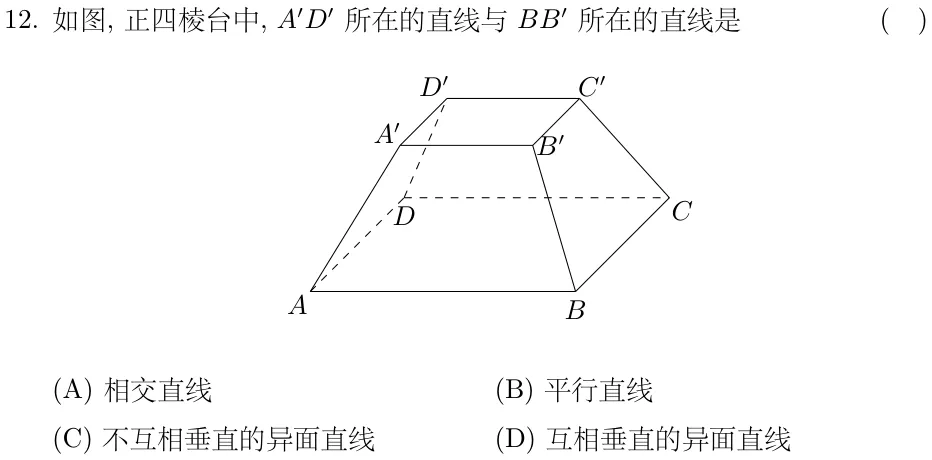 12. 如图, 正四棱台中, A′D′ 所在的直线与 BB′ 所在的直线是 ( )
D′ C′
A′ B′
D C
A B
(A) 相交直线 (B) 平行直线
(C) 不互相垂直的异面直线 (D) 互相垂直的异面直线